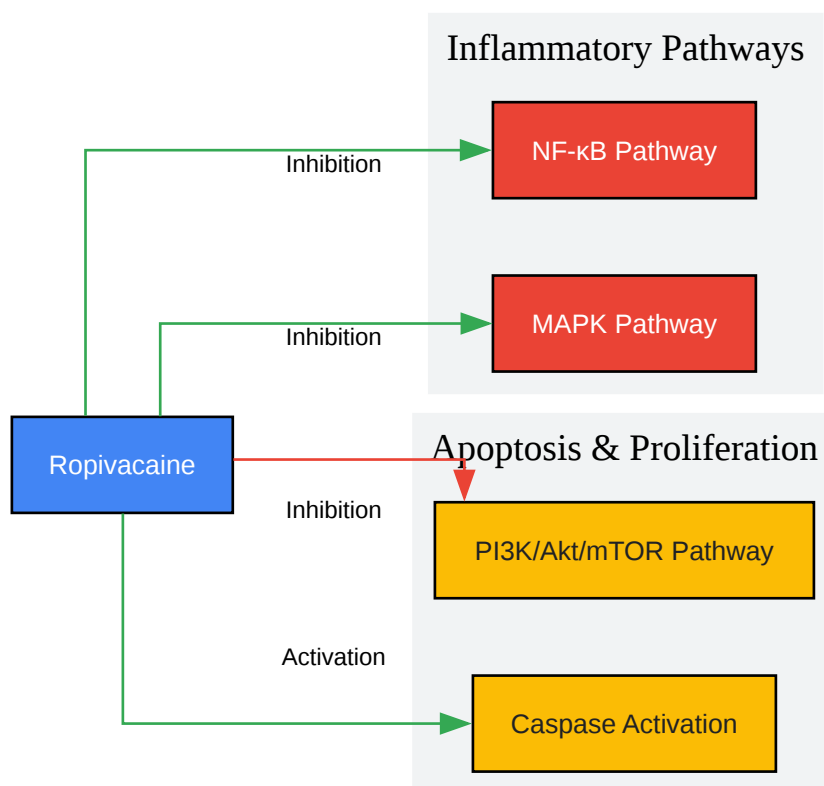 Inflammatory Pathways
NF-κB Pathway
Inhibition
MAPK Pathway
Inhibition
Apoptosis & Proliferation
Ropivacaine
Inhibition
PI3K/Akt/mTOR Pathway
Activation
Caspase Activation